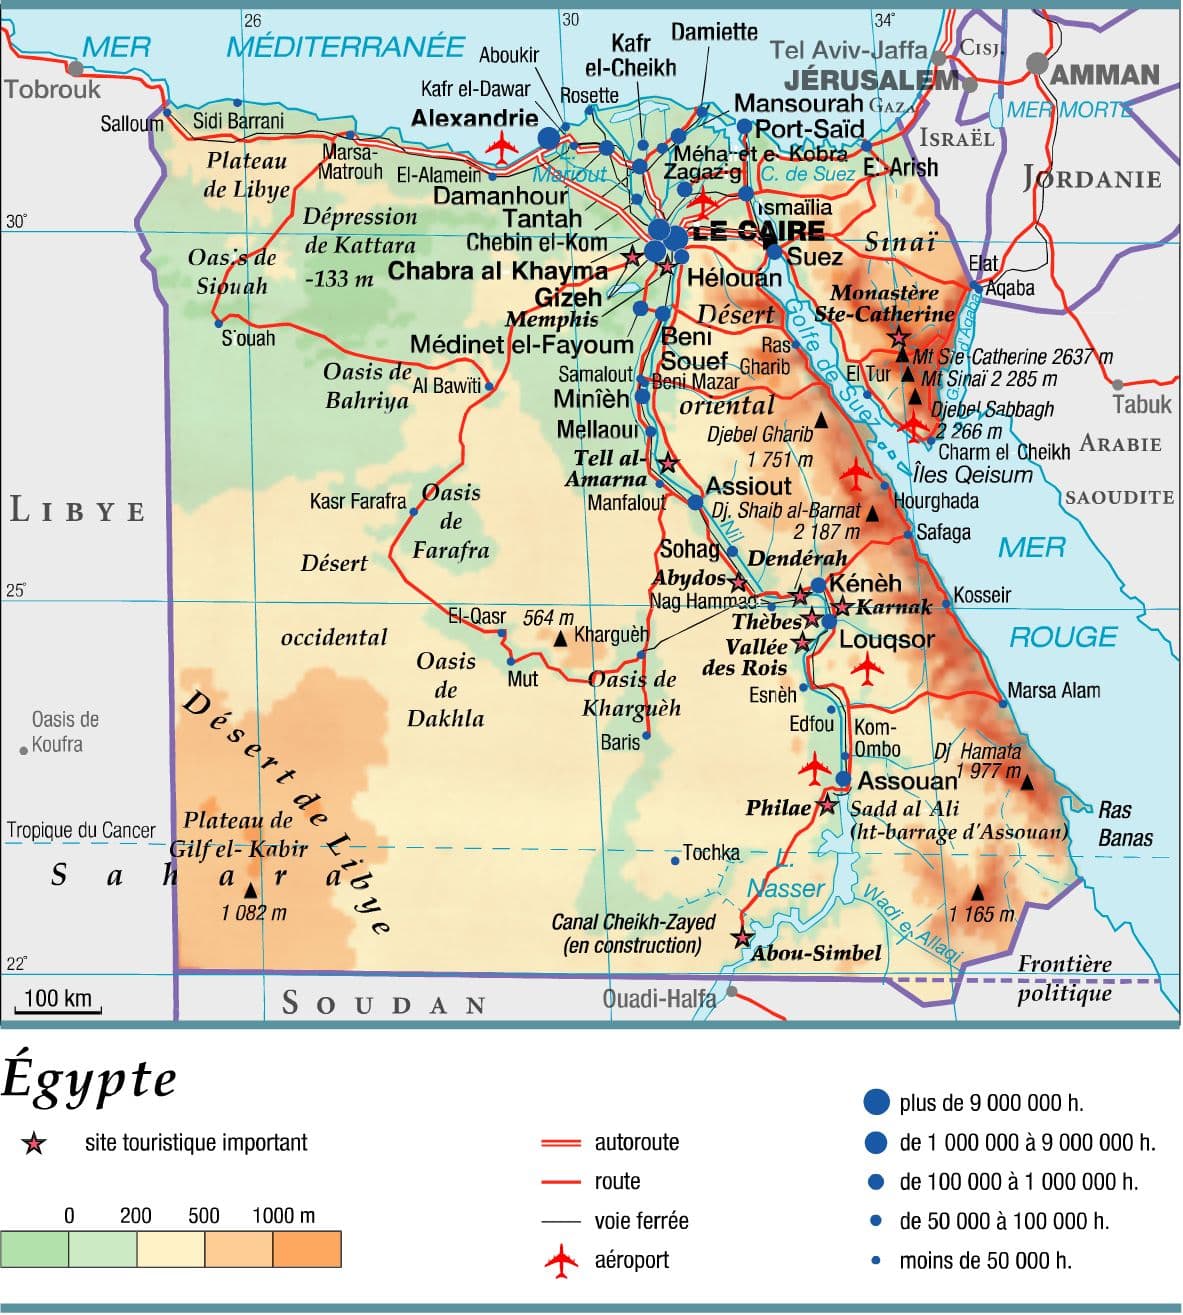 26
30
34°
MER
MÉDITERRANÉE
Aboukir
Kafr
el-Cheikh
Damiette
Tel Aviv-Jaffa
CISJ.
JÉRUSALEM
AMMAN
Tobrouk
Kafr el-Dawar
Rosette
Alexandrie
Mansourah
GAZA
MER MORTE
Salloum
Sidi Barrani
Port-Saïd
ISRAËL
Plateau
de Libye
Marsa-
Matrouh
El-Alamein
L.
Mariout
Zagazig
C. de Suez
JORDANIE
Damanhour
Tantah
Ismaïlia
30°
Dépression
de Kattara
-133 m
Chebin el-Kom
LE CAIRE
Sinaï
Oasis de
Siouah
Chabra al Khayma
Suez
Elat
Aqaba
Hélouan
Gizeh
Memphis
Désert
Monastère
Ste-Catherine
Golfe de Suez
Médinet el-Fayoum
Beni
Souef
Ras
Gharib
Mt Ste-Catherine 2637 m
Oasis de
Bahriya
Al Bawïti
Samalout
Beni Mazar
El Tur
Mt Sinaï 2 285 m
Tabuk
Minièh
oriental
Djebel Sabbagh
2 266 m
Mellaoui
Djebel Gharib
1 751 m
Charm el Cheikh
ARABIE
SAOUDITE
Tell al-
Amarna
Îles Qeisum
Manfalout
Assiout
Hourghada
LIBYE
Kasr Farafra
Oasis
de
Farafra
Dj. Shaib al-Barnat
2 187 m
Safaga
Nil
MER
Désert
Sohag
Dendérah
Abydos
Kénèh
25°
Nag Hammadi
Karnak
Kosseir
occidental
El-Qasr
564 m
Kharguèh
Thèbes
Louqsor
ROUGE
Vallée
des Rois
Oasis
de
Dakhla
Mut
Oasis de
Kharguèh
Esnèh
Marsa Alam
Désert de Libye
Oasis de
Koufra
Baris
Edfou
Kom-
Ombo
Dj Hamata
1 977 m
Assouan
Philae
Sadd al Ali
(ht-barrage d'Assouan)
Ras
Banas
Tropique du Cancer
Plateau de
Gilf el- Kabir
Tochka
L.
Nasser
Sahara
1 082 m
Canal Cheikh-Zayed
(en construction)
1 165 m
Abou-Simbel
22°
Frontière
politique
100 km
SOUDAN
Ouadi-Halfa
Égypte
site touristique important
0 200 500 1000 m
autoroute
route
voie ferrée
aéroport
plus de 9 000 000 h.
de 1 000 000 à 9 000 000 h.
de 100 000 à 1 000 000 h.
de 50 000 à 100 000 h.
moins de 50 000 h.